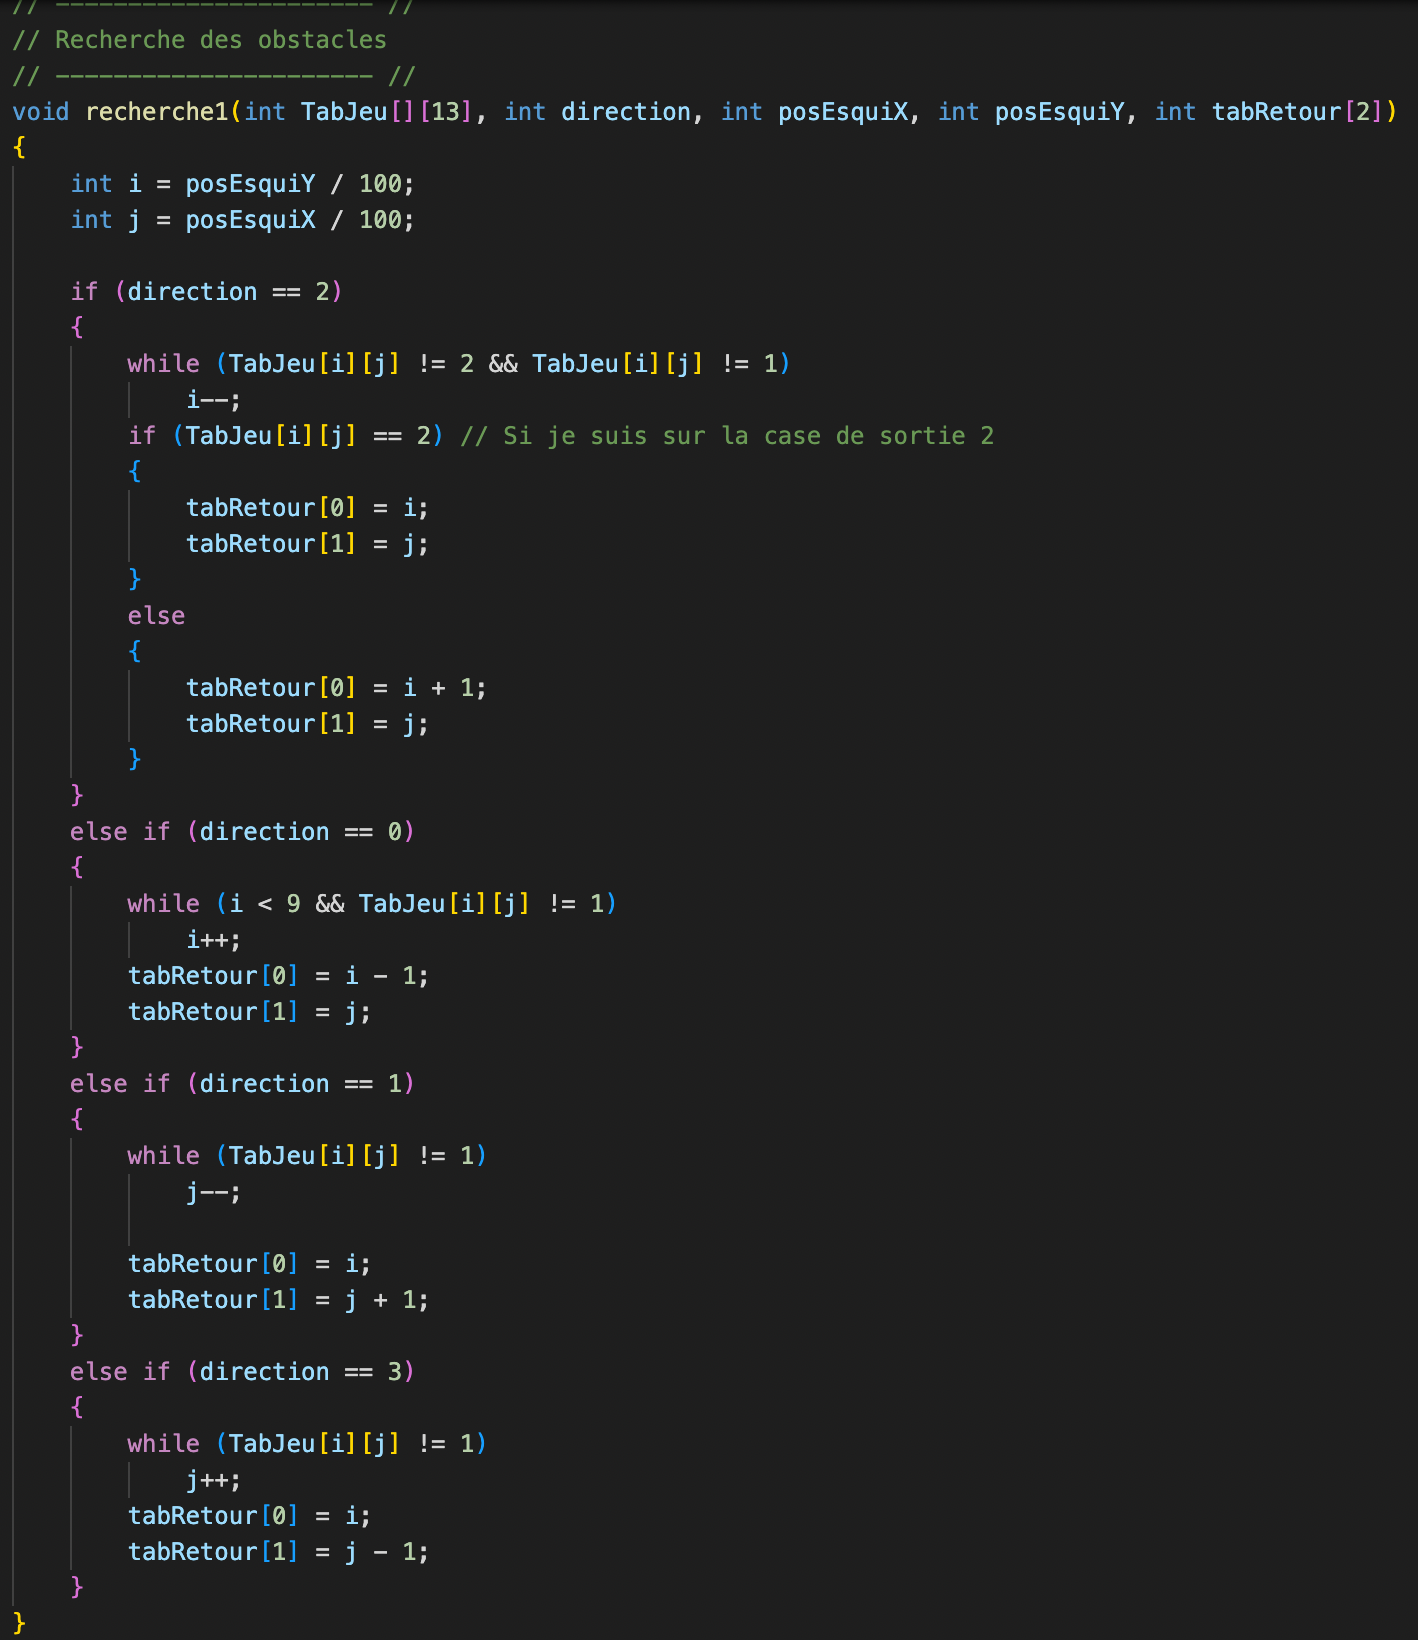 // ---------------------- //
// Recherche des obstacles
// ---------------------- //
void recherche1(int TabJeu[][13], int direction, int posEsquiX, int posEsquiY, int tabRetour[2])
{
    int i = posEsquiY / 100;
    int j = posEsquiX / 100;

    if (direction == 2)
    {
        while (TabJeu[i][j] != 2 && TabJeu[i][j] != 1)
            i--;
        if (TabJeu[i][j] == 2) // Si je suis sur la case de sortie 2
        {
            tabRetour[0] = i;
            tabRetour[1] = j;
        }
        else
        {
            tabRetour[0] = i + 1;
            tabRetour[1] = j;
        }
    }
    else if (direction == 0)
    {
        while (i < 9 && TabJeu[i][j] != 1)
            i++;
        tabRetour[0] = i - 1;
        tabRetour[1] = j;
    }
    else if (direction == 1)
    {
        while (TabJeu[i][j] != 1)
            j--;

        tabRetour[0] = i;
        tabRetour[1] = j + 1;
    }
    else if (direction == 3)
    {
        while (TabJeu[i][j] != 1)
            j++;
        tabRetour[0] = i;
        tabRetour[1] = j - 1;
    }
}